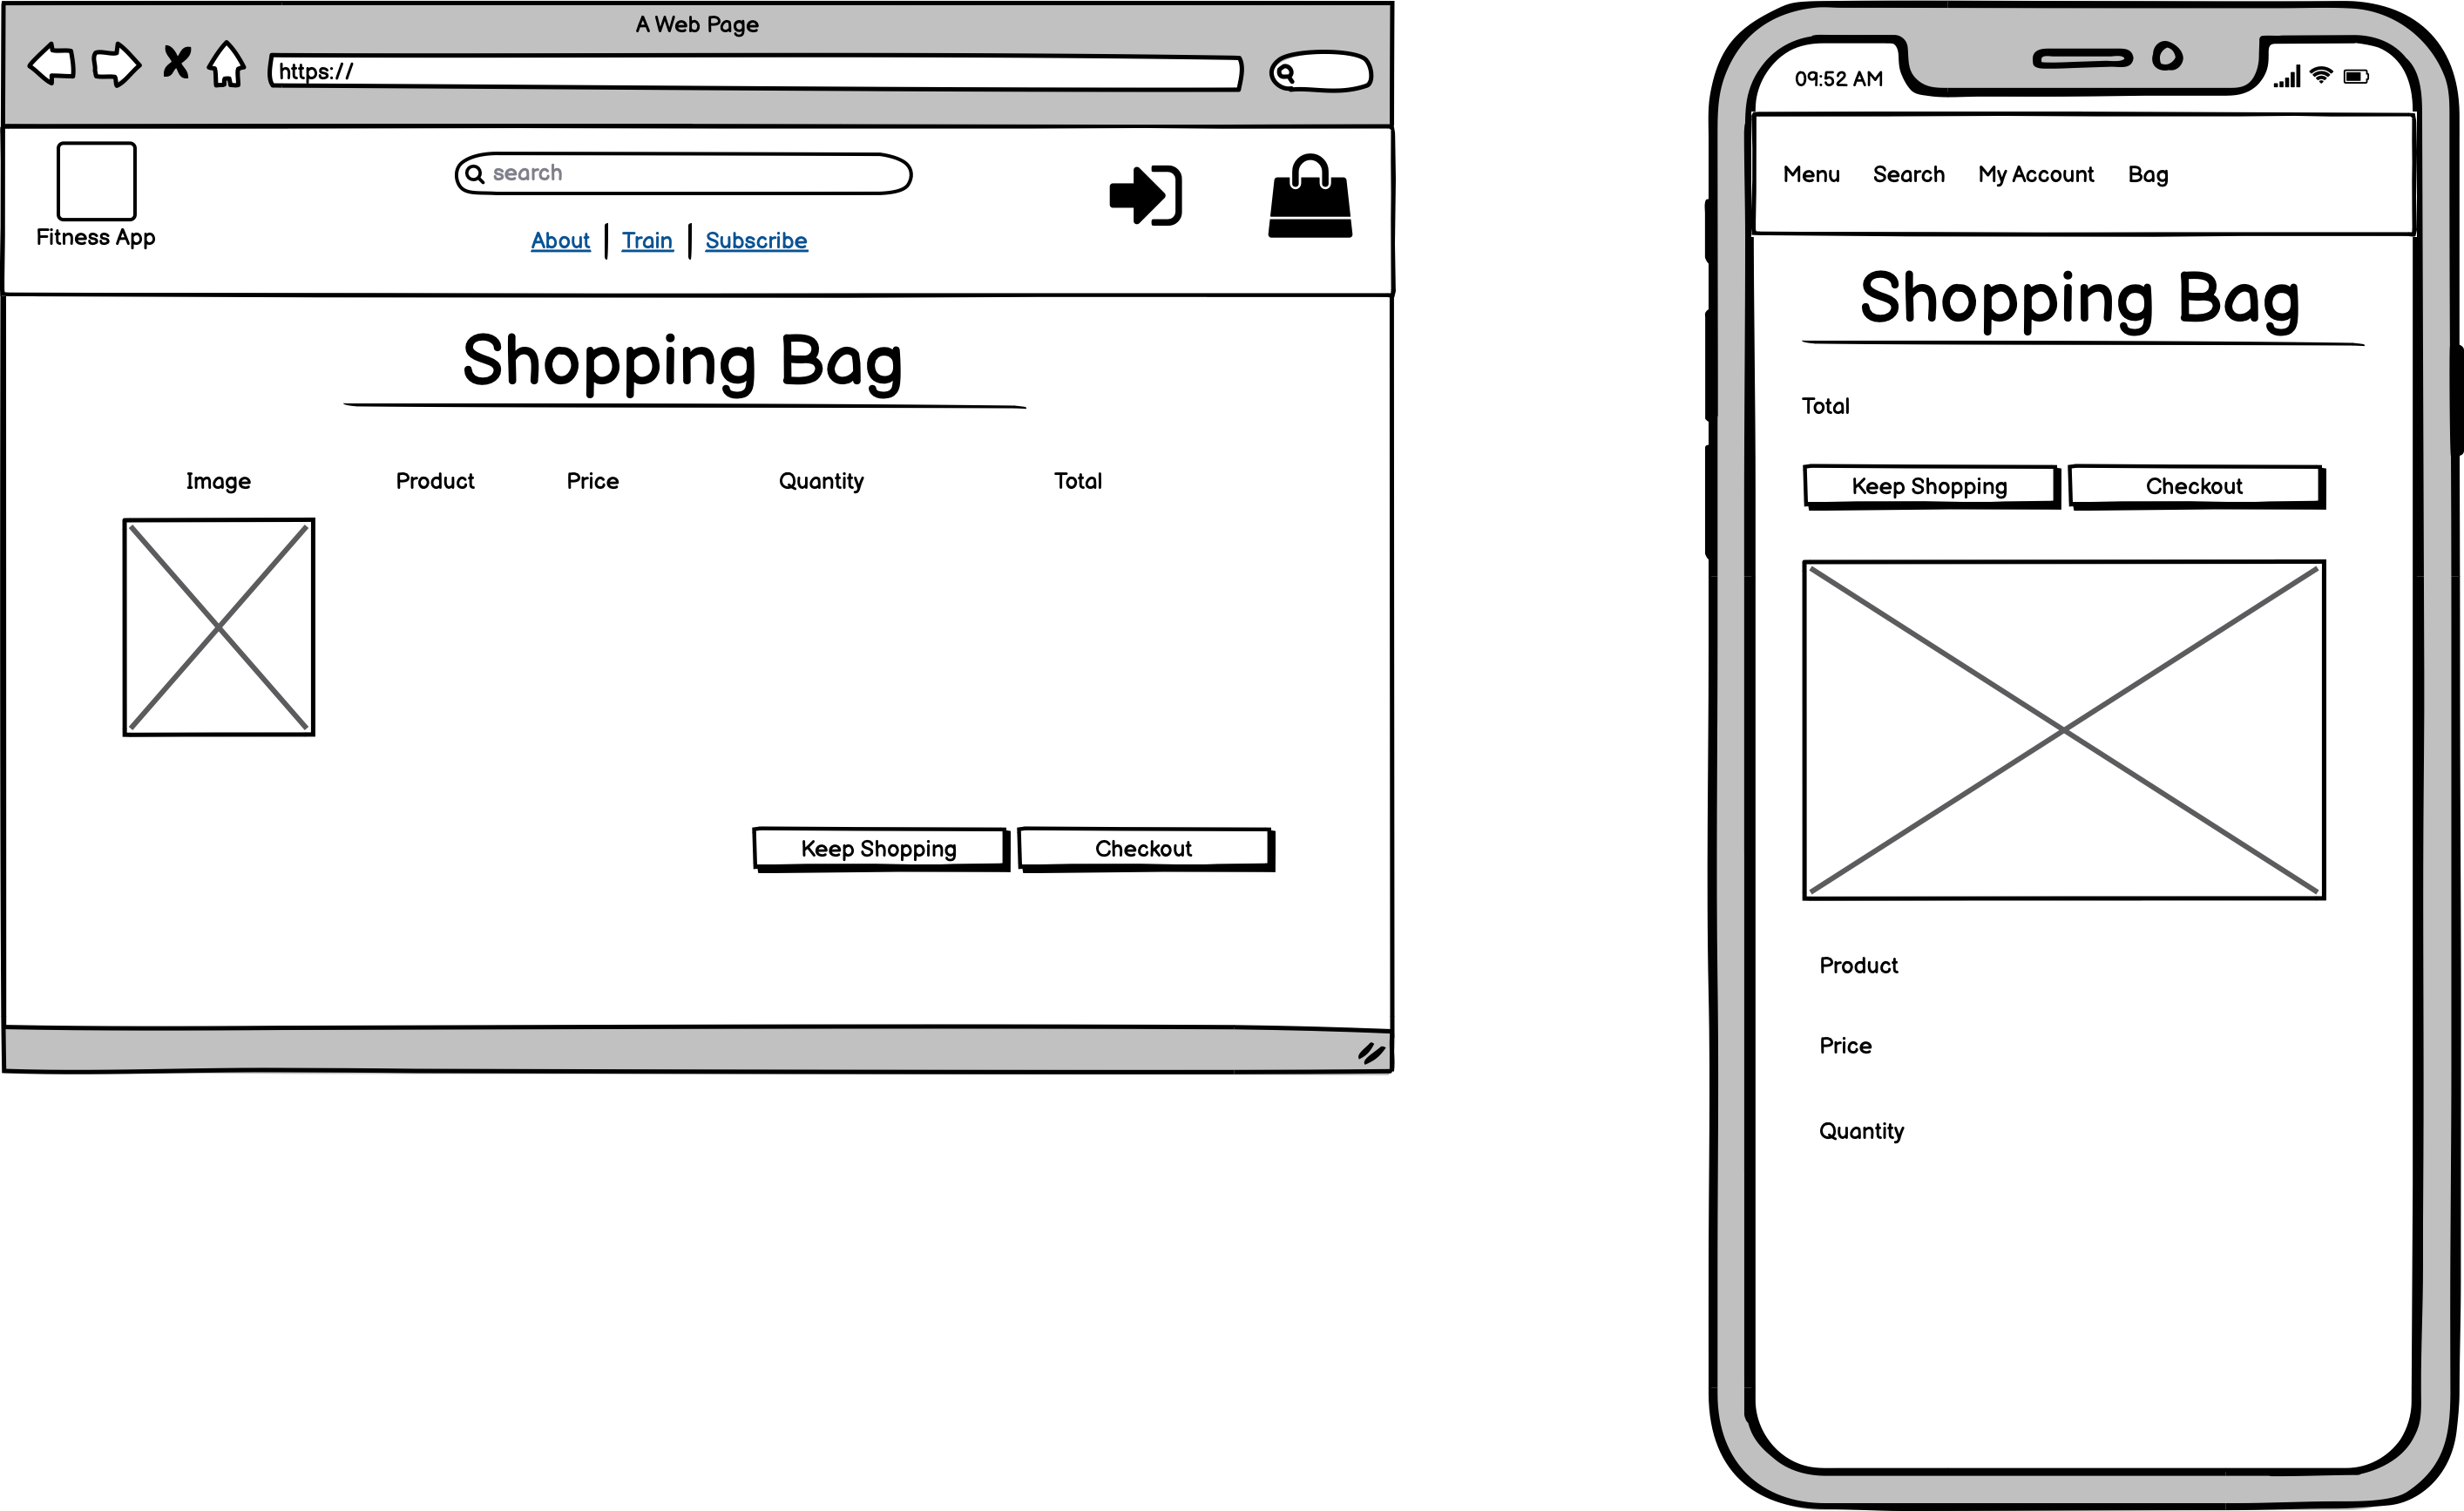 A Web Page
https://
search
Fitness App
About | Train | Subscribe
Shopping Bag
Image Product Price Quantity Total
Keep Shopping Checkout
09:52 AM
Menu Search My Account Bag
Shopping Bag
Total
Keep Shopping Checkout
Product
Price
Quantity